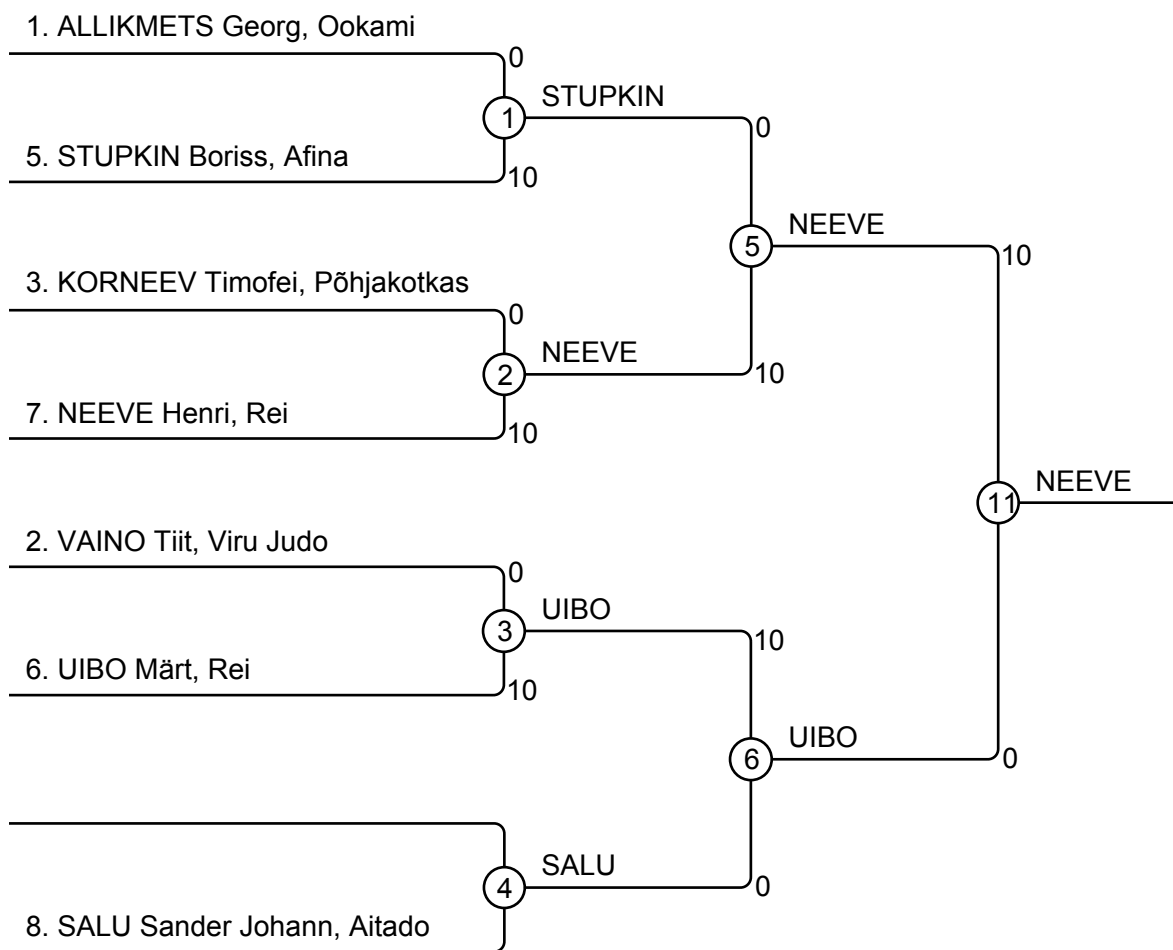 1. ALLIKMETS Georg, Ookami
0
STUPKIN
1
0
5. STUPKIN Boriss, Afina
10
NEEVE
5
10
3. KORNEEV Timofei, Põhjakotkas
0
NEEVE
2
10
7. NEEVE Henri, Rei
10
NEEVE
11
2. VAINO Tiit, Viru Judo
0
UIBO
3
10
6. UIBO Märt, Rei
10
UIBO
6
0
SALU
4
0
8. SALU Sander Johann, Aitado